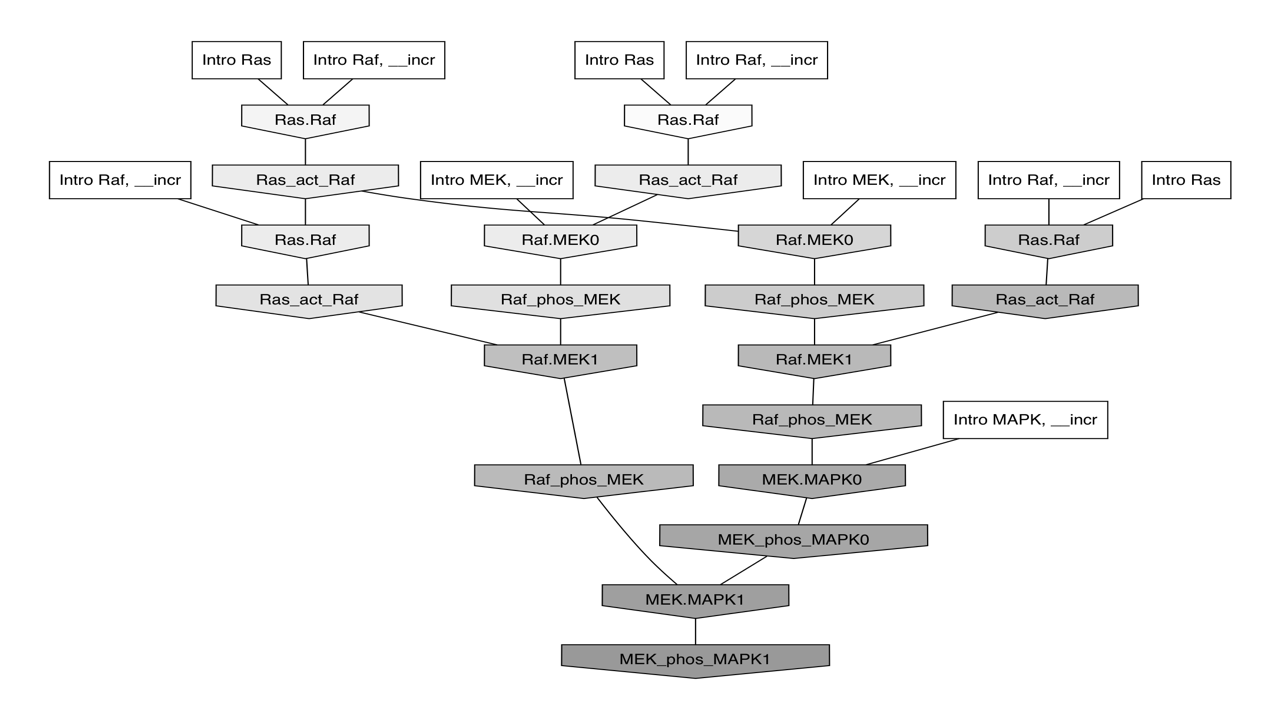 Intro Ras
Intro Raf, __incr
Intro Ras
Intro Raf, __incr
Ras.Raf
Ras.Raf
Intro Raf, __incr
Ras_act_Raf
Intro MEK, __incr
Ras_act_Raf
Intro MEK, __incr
Intro Raf, __incr
Intro Ras
Ras.Raf
Raf.MEK0
Raf.MEK0
Ras.Raf
Ras_act_Raf
Raf_phos_MEK
Raf_phos_MEK
Ras_act_Raf
Raf.MEK1
Raf.MEK1
Raf_phos_MEK
Intro MAPK, __incr
Raf_phos_MEK
MEK.MAPK0
MEK_phos_MAPK0
MEK.MAPK1
MEK_phos_MAPK1